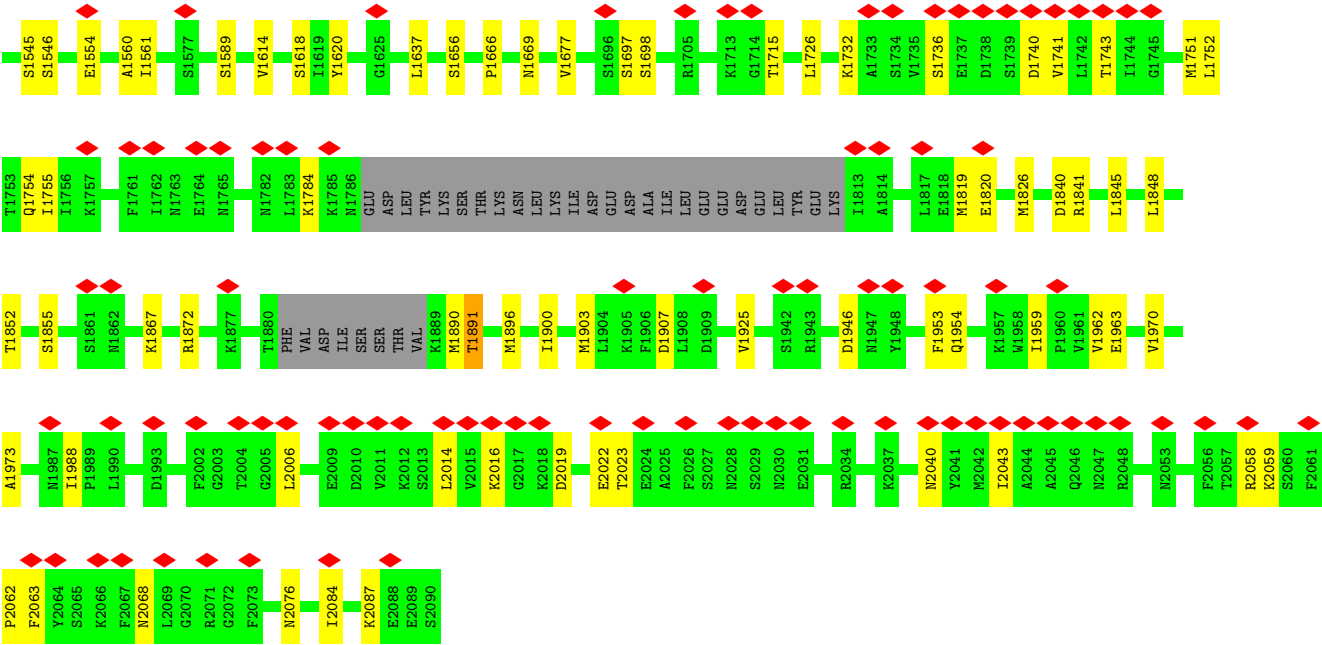 S1545 S1546 E1554 A1560 I1561 S1577 S1589 V1614 S1618 I1619 Y1620 G1625 L1637 S1656 P1666 N1669 V1677 S1696 S1697 S1698 R1705 K1713 G1714 T1715 L1726 K1732 A1733 S1734 V1735 S1736 E1737 D1738 S1739 D1740 V1741 L1742 T1743 I1744 G1745 M1751 L1752
T1753 Q1754 I1755 I1756 K1757 F1761 I1762 N1763 E1764 N1765 N1782 L1783 K1784 K1785 N1786 GLU ASP LEU TYR LYS SER THR LYS ASN LEU LYS ILE ASP GLU ASP ALA ILE LEU GLU GLU ASP GLU LEU TYR GLU LYS I1813 A1814 L1817 E1818 M1819 E1820 M1826 D1840 R1841 L1845 L1848
T1852 S1855 S1861 N1862 K1867 R1872 K1877 T1880 PHE VAL ASP ILE SER SER THR VAL K1889 M1890 T1891 M1896 I1900 M1903 L1904 K1905 F1906 D1907 L1908 D1909 V1925 S1942 R1943 D1946 N1947 Y1948 F1953 Q1954 K1957 W1958 I1959 P1960 V1961 V1962 E1963 V1970
A1973 N1987 I1988 P1989 L1990 D1993 F2002 G2003 T2004 G2005 L2006 E2009 D2010 V2011 K2012 S2013 L2014 V2015 K2016 G2017 K2018 D2019 E2022 T2023 E2024 A2025 F2026 S2027 N2028 S2029 N2030 E2031 R2034 K2037 N2040 Y2041 M2042 I2043 A2044 A2045 Q2046 N2047 R2048 N2053 F2056 T2057 R2058 K2059 S2060 F2061
P2062 F2063 Y2064 S2065 K2066 F2067 N2068 L2069 G2070 R2071 G2072 F2073 N2076 I2084 K2087 E2088 E2089 S2090